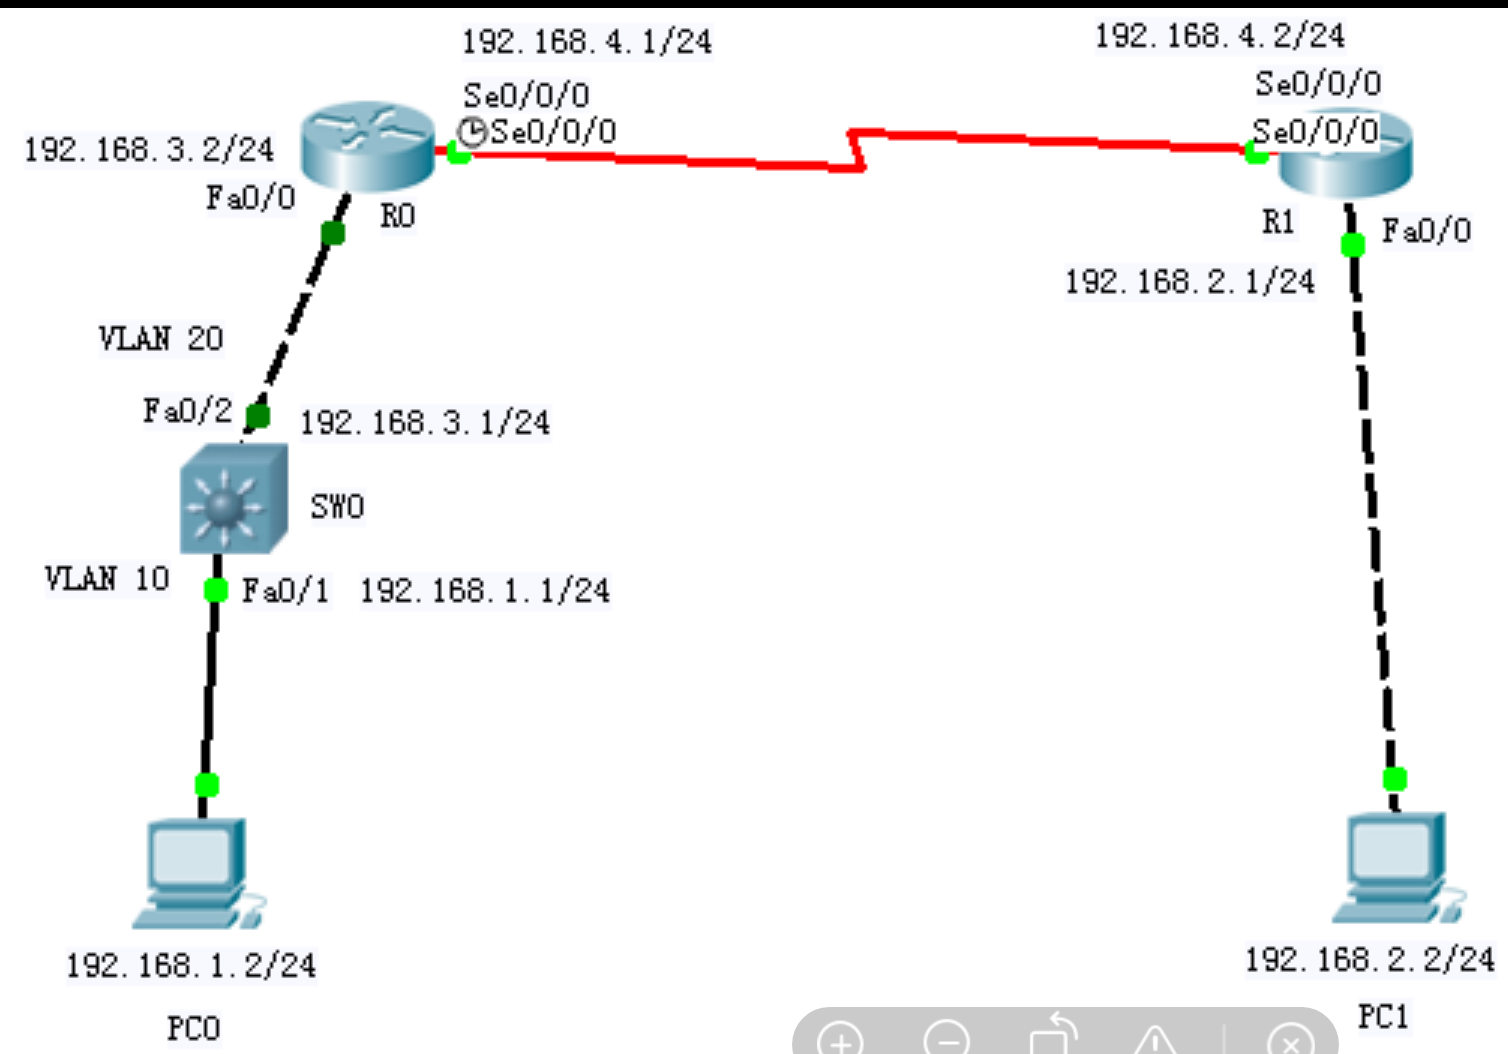 192.168.4.1/24
192.168.4.2/24
Se0/0/0
Se0/0/0
Se0/0/0
Se0/0/0
192.168.3.2/24
Fa0/0
R0
R1
Fa0/0
192.168.2.1/24
VLAN 20
Fa0/2
192.168.3.1/24
SW0
VLAN 10
Fa0/1
192.168.1.1/24
192.168.1.2/24
192.168.2.2/24
PC0
PC1